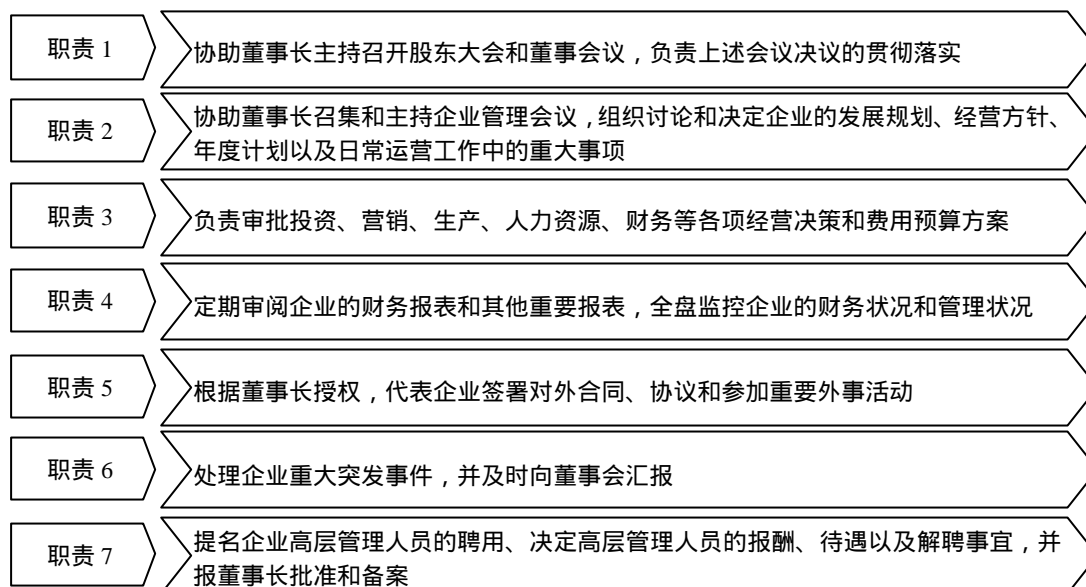 职责 1
协助董事长主持召开股东大会和董事会议，负责上述会议决议的贯彻落实
职责 2
协助董事长召集和主持企业管理会议，组织讨论和决定企业的发展规划、经营方针、
年度计划以及日常运营工作中的重大事项
职责 3
负责审批投资、营销、生产、人力资源、财务等各项经营决策和费用预算方案
职责 4
定期审阅企业的财务报表和其他重要报表，全盘监控企业的财务状况和管理状况
职责 5
根据董事长授权，代表企业签署对外合同、协议和参加重要外事活动
职责 6
处理企业重大突发事件，并及时向董事会汇报
职责 7
提名企业高层管理人员的聘用、决定高层管理人员的报酬、待遇以及解聘事宜，并
报董事长批准和备案